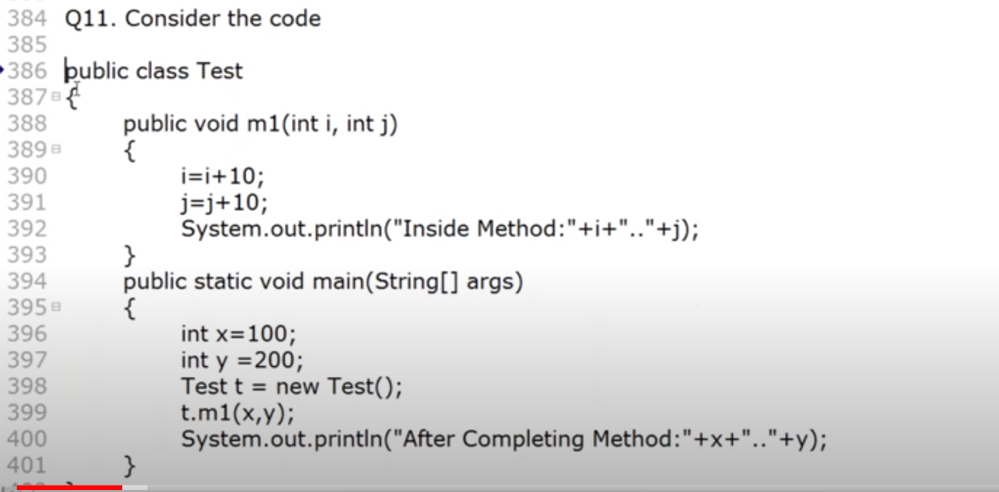 384 Q11. Consider the code
385
386 public class Test
387 {
388 public void m1(int i, int j)
389 {
390 i=i+10;
391 j=j+10;
392 System.out.println("Inside Method:"+i+".."+j);
393 }
394 public static void main(String[] args)
395 {
396 int x=100;
397 int y =200;
398 Test t = new Test();
399 t.m1(x,y);
400 System.out.println("After Completing Method:"+x+".."+y);
401 }